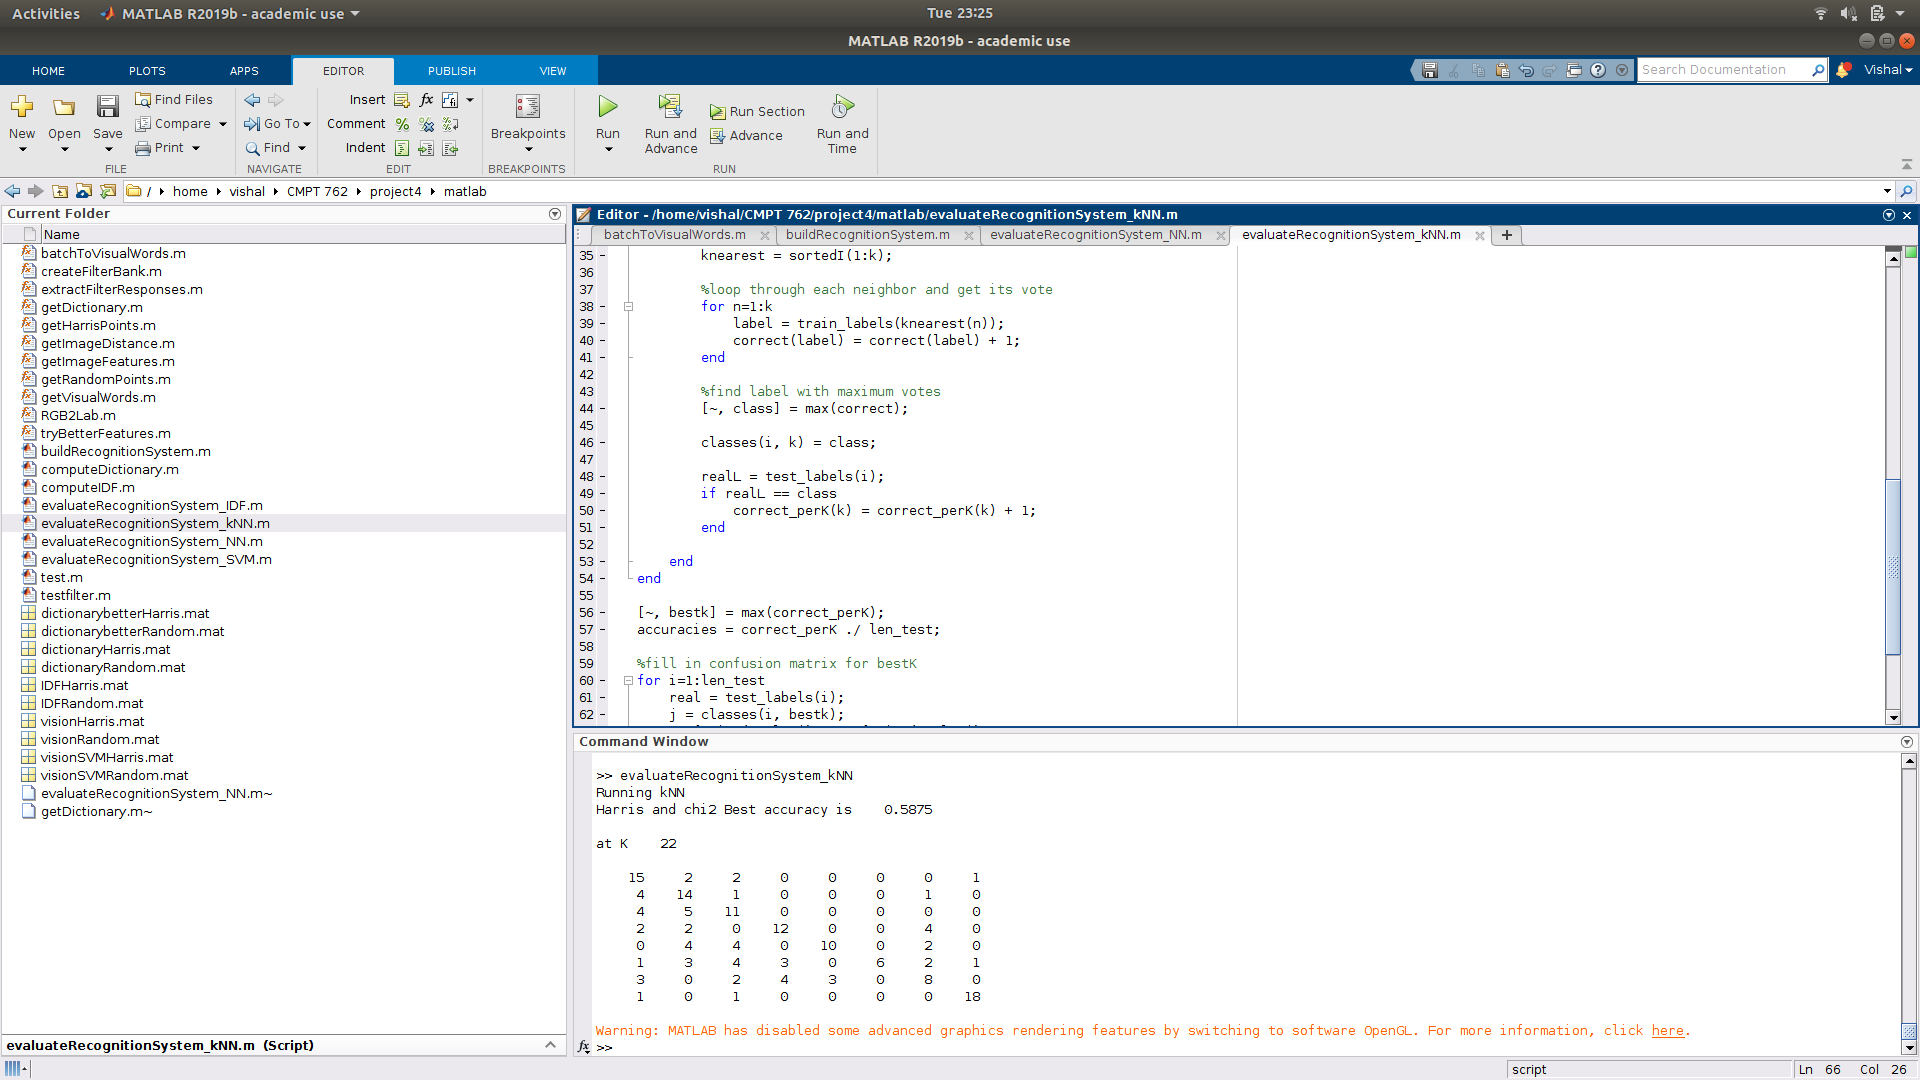 Activities MATLAB R2019b - academic use Tue 23:25
MATLAB R2019b - academic use
HOME PLOTS APPS EDITOR PUBLISH VIEW Search Documentation Vishal
New Open Save Find Files Compare Print Go To Find Insert fx Comment Indent Breakpoints Run Run and Advance Run Section Advance Run and Time
FILE NAVIGATE EDIT BREAKPOINTS RUN
/ home vishal CMPT 762 project4 matlab
Current Folder
Name
batchToVisualWords.m
createFilterBank.m
extractFilterResponses.m
getDictionary.m
getHarrisPoints.m
getImageDistance.m
getImageFeatures.m
getRandomPoints.m
getVisualWords.m
RGB2Lab.m
tryBetterFeatures.m
buildRecognitionSystem.m
computeDictionary.m
computeIDF.m
evaluateRecognitionSystem_IDF.m
evaluateRecognitionSystem_kNN.m
evaluateRecognitionSystem_NN.m
evaluateRecognitionSystem_SVM.m
test.m
testfilter.m
dictionarybetterHarris.mat
dictionarybetterRandom.mat
dictionaryHarris.mat
dictionaryRandom.mat
IDFHarris.mat
IDFRandom.mat
visionHarris.mat
visionRandom.mat
visionSVMHarris.mat
visionSVMRandom.mat
evaluateRecognitionSystem_NN.m~
getDictionary.m~
evaluateRecognitionSystem_kNN.m (Script)
Editor - /home/vishal/CMPT 762/project4/matlab/evaluateRecognitionSystem_kNN.m
batchToVisualWords.m buildRecognitionSystem.m evaluateRecognitionSystem_NN.m evaluateRecognitionSystem_kNN.m +
35 - knearest = sortedI(1:k);
36
37 %loop through each neighbor and get its vote
38 - for n=1:k
39 - label = train_labels(knearest(n));
40 - correct(label) = correct(label) + 1;
41 - end
42
43 %find label with maximum votes
44 - [~, class] = max(correct);
45
46 - classes(i, k) = class;
47
48 - realL = test_labels(i);
49 - if realL == class
50 - correct_perK(k) = correct_perK(k) + 1;
51 - end
52
53 - end
54 - end
55
56 - [~, bestk] = max(correct_perK);
57 - accuracies = correct_perK ./ len_test;
58
59 %fill in confusion matrix for bestK
60 - for i=1:len_test
61 - real = test_labels(i);
62 - j = classes(i, bestk);
Command Window
>> evaluateRecognitionSystem_kNN
Running kNN
Harris and chi2 Best accuracy is 0.5875
at K 22
15 2 2 0 0 0 0 1
4 14 1 0 0 0 1 0
4 5 11 0 0 0 0 0
2 2 0 12 0 0 4 0
0 4 4 0 10 0 2 0
1 3 4 3 0 6 2 1
3 0 2 4 3 0 8 0
1 0 1 0 0 0 0 18
Warning: MATLAB has disabled some advanced graphics rendering features by switching to software OpenGL. For more information, click here.
fx >>
script Ln 66 Col 26